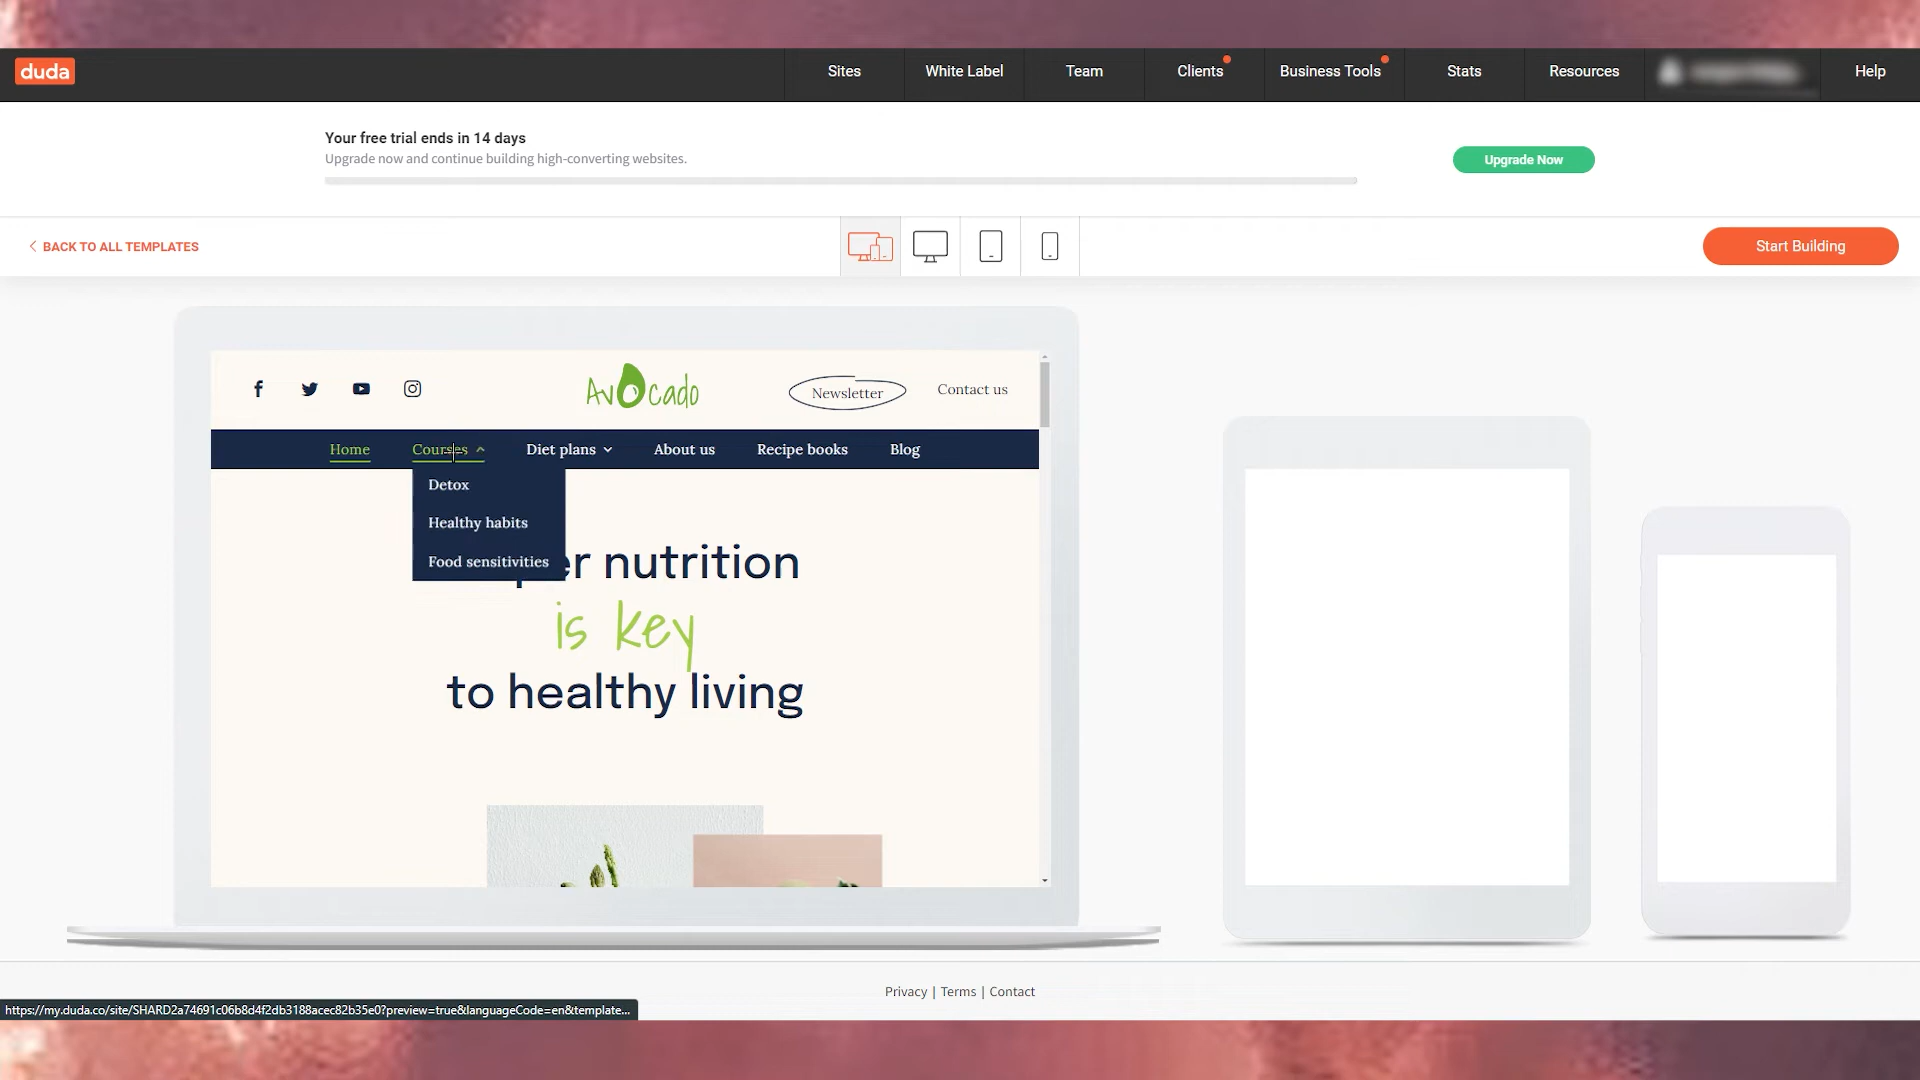 duda
Sites
White Label
Team
Clients
Business Tools
Stats
Resources
Help
Your free trial ends in 14 days
Upgrade now and continue building high-converting websites.
Upgrade Now
BACK TO ALL TEMPLATES
Start Building
Avocado
Newsletter
Contact us
Home
Courses
Diet plans
About us
Recipe books
Blog
Detox
Healthy habits
Food sensitivities
nutrition
is key
to healthy living
Privacy | Terms | Contact
https://my.duda.co/site/SHARD2a74691c06b8d4f2db3188acec82b35e0?preview=true&languageCode=en&template...